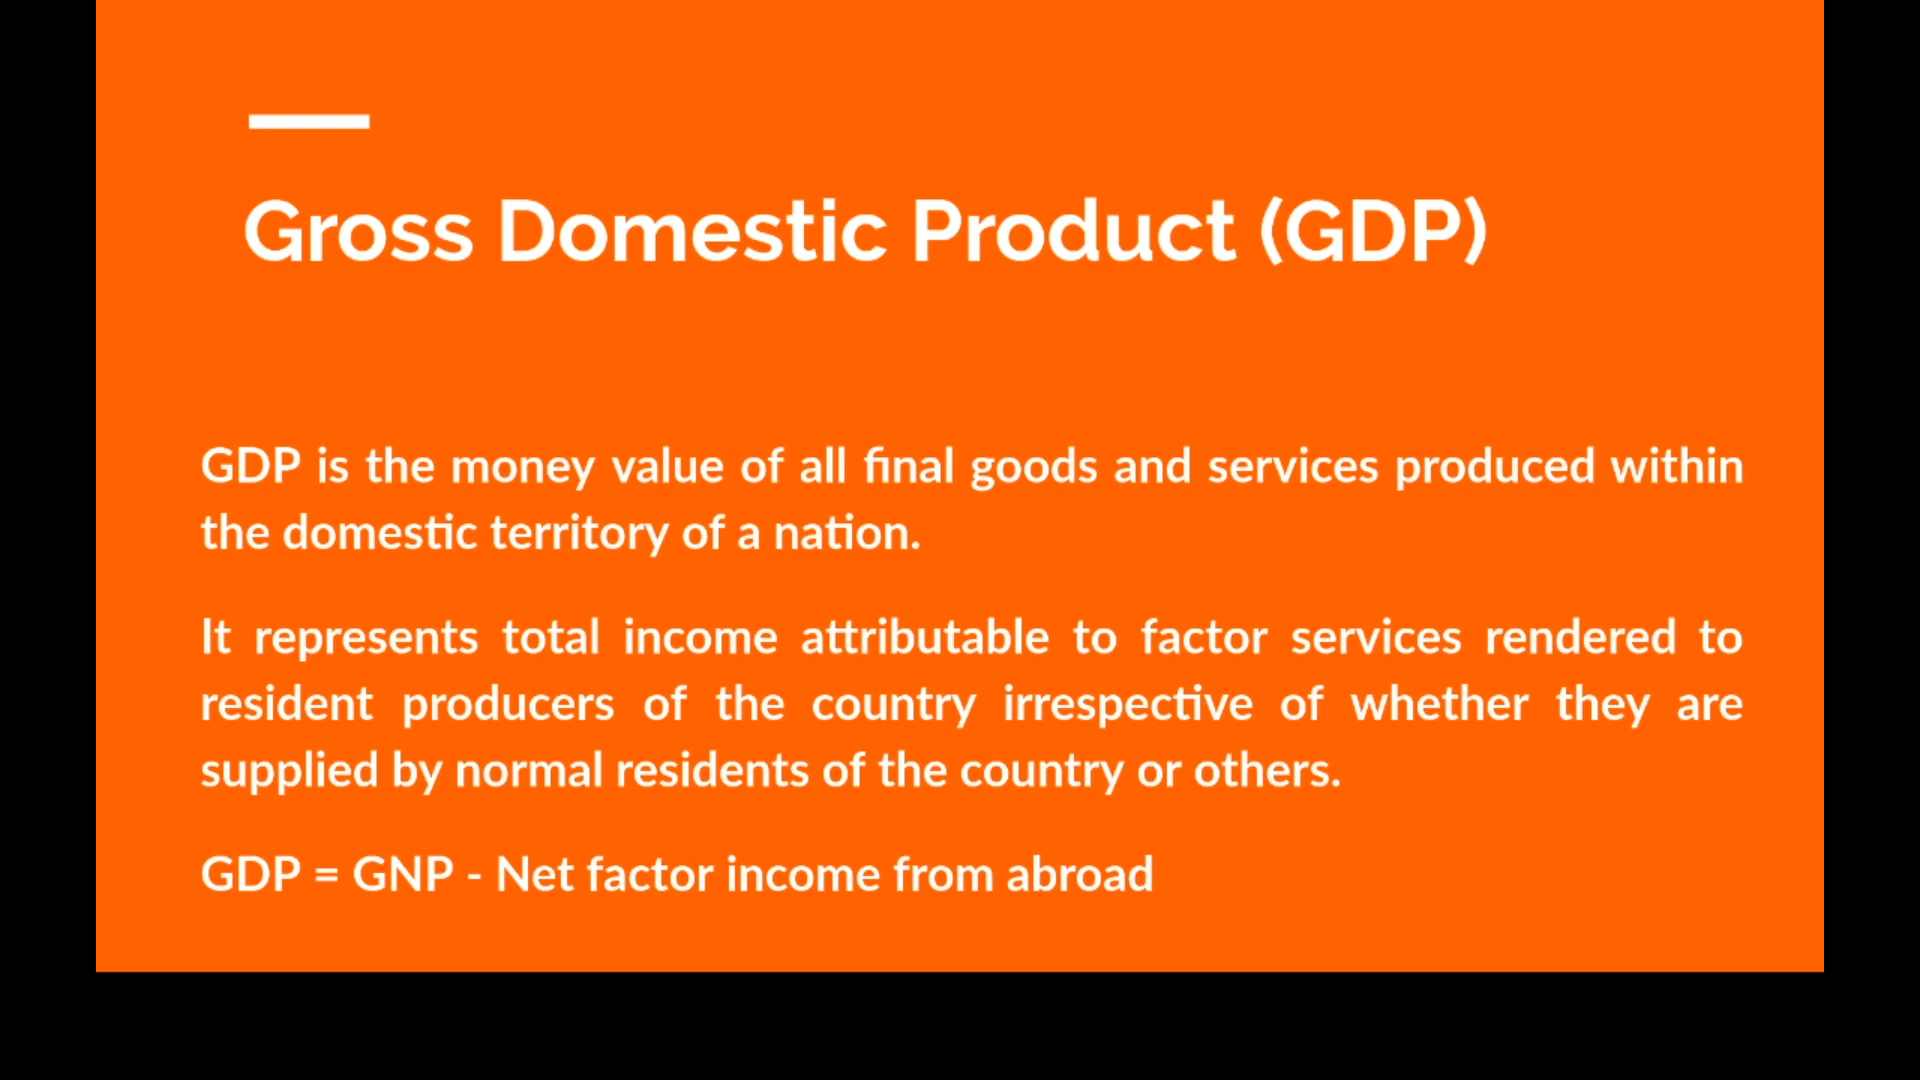 Gross Domestic Product (GDP)
GDP is the money value of all final goods and services produced within
the domestic territory of a nation.
It represents total income attributable to factor services rendered to
resident producers of the country irrespective of whether they are
supplied by normal residents of the country or others.
GDP = GNP - Net factor income from abroad